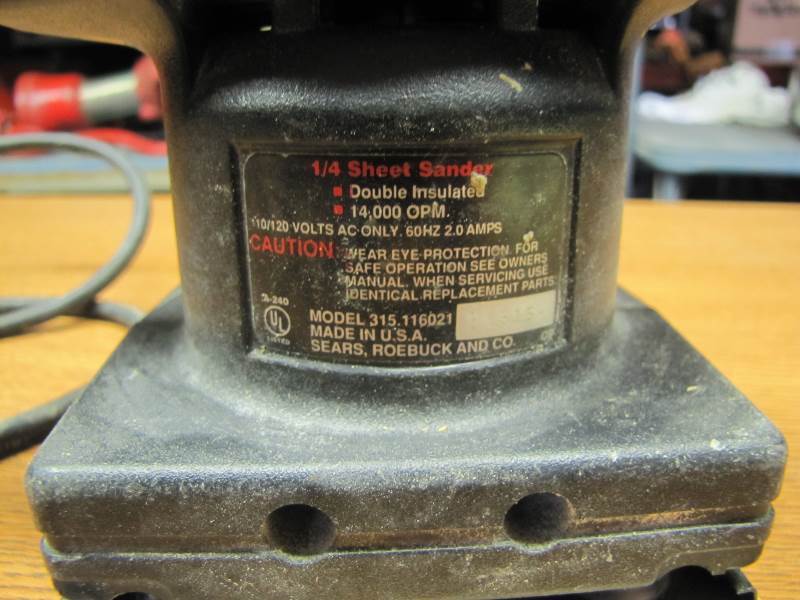 1/4 Sheet Sander
Double Insulated
14,000 OPM.
110/120 VOLTS AC ONLY. 60HZ 2.0 AMPS
CAUTION: WEAR EYE PROTECTION. FOR
SAFE OPERATION SEE OWNERS
MANUAL. WHEN SERVICING USE
IDENTICAL REPLACEMENT PARTS.
UL
LISTED
MODEL 315.116021
MADE IN U.S.A.
SEARS, ROEBUCK AND CO.